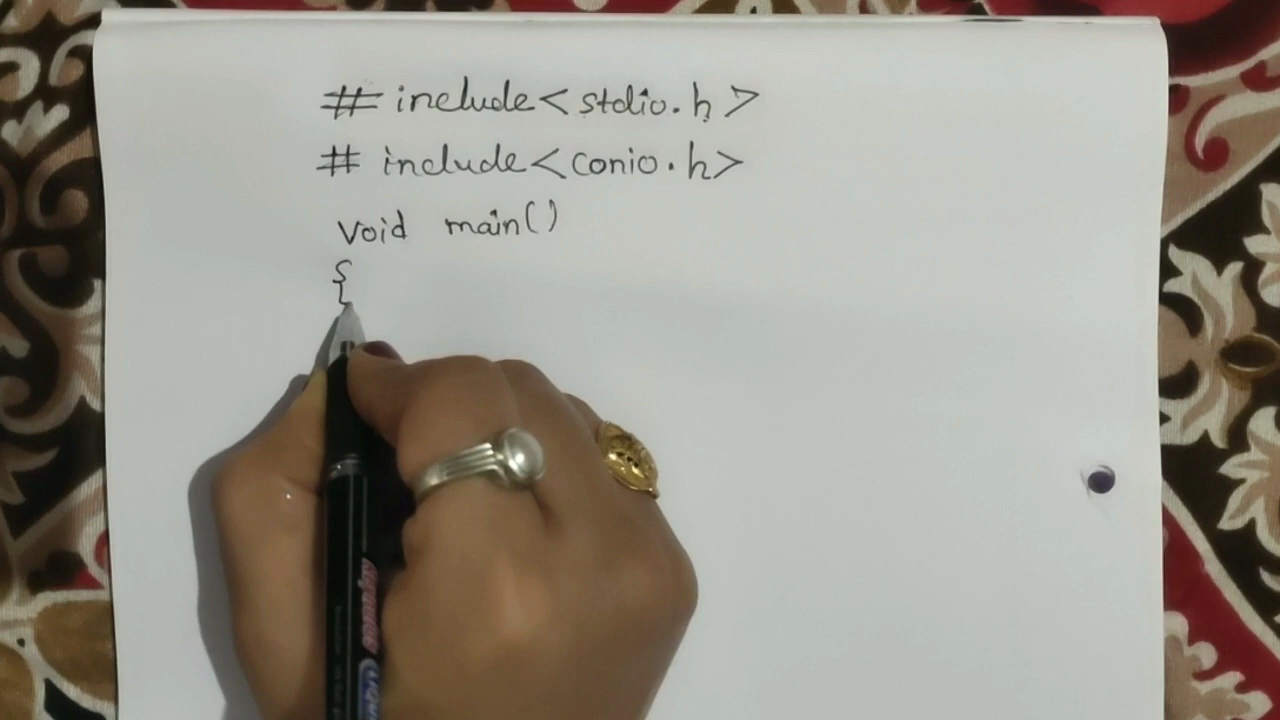 # include<stdio.h>
# include<conio.h>
void main()
{